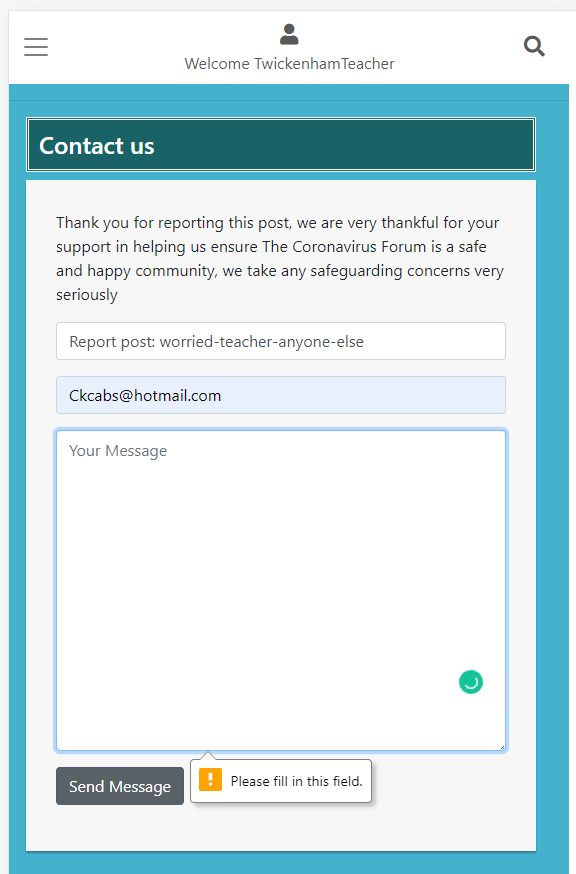 Welcome TwickenhamTeacher
Contact us
Thank you for reporting this post, we are very thankful for your
support in helping us ensure The Coronavirus Forum is a safe
and happy community, we take any safeguarding concerns very
seriously
Report post: worried-teacher-anyone-else
Ckcabs@hotmail.com
Your Message
Send Message
Please fill in this field.